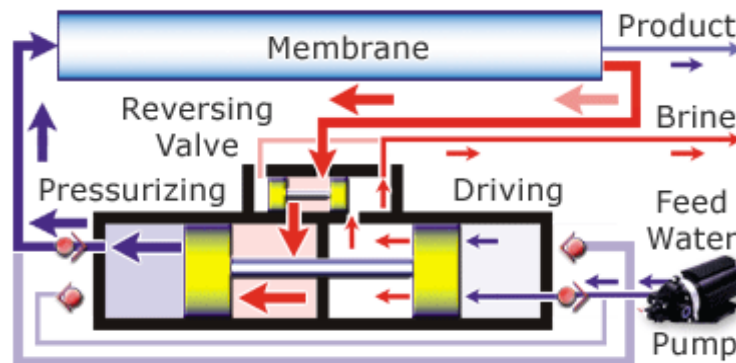 Membrane
Product
Reversing
Valve
Brine
Pressurizing
Driving
Feed
Water
Pump